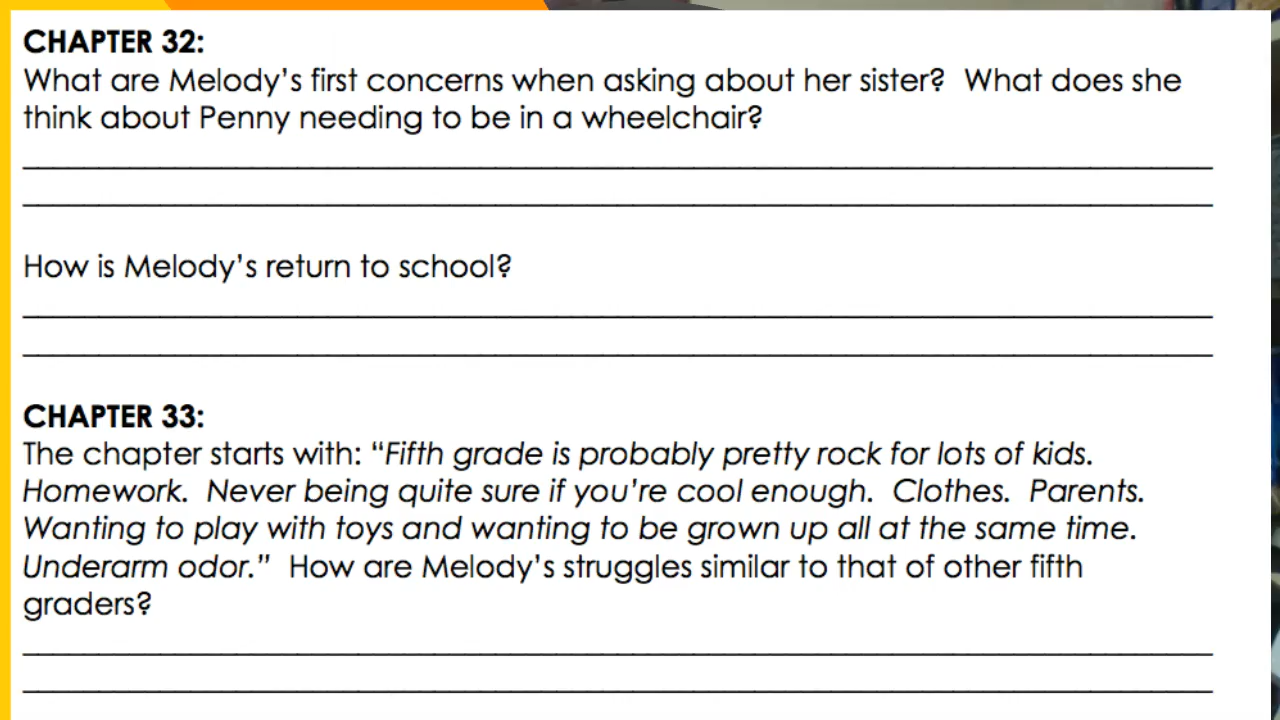 CHAPTER 32:
What are Melody’s first concerns when asking about her sister?  What does she
think about Penny needing to be in a wheelchair?
How is Melody’s return to school?
CHAPTER 33:
The chapter starts with: “Fifth grade is probably pretty rock for lots of kids.
Homework.  Never being quite sure if you’re cool enough.  Clothes.  Parents.
Wanting to play with toys and wanting to be grown up all at the same time.
Underarm odor.”  How are Melody’s struggles similar to that of other fifth
graders?